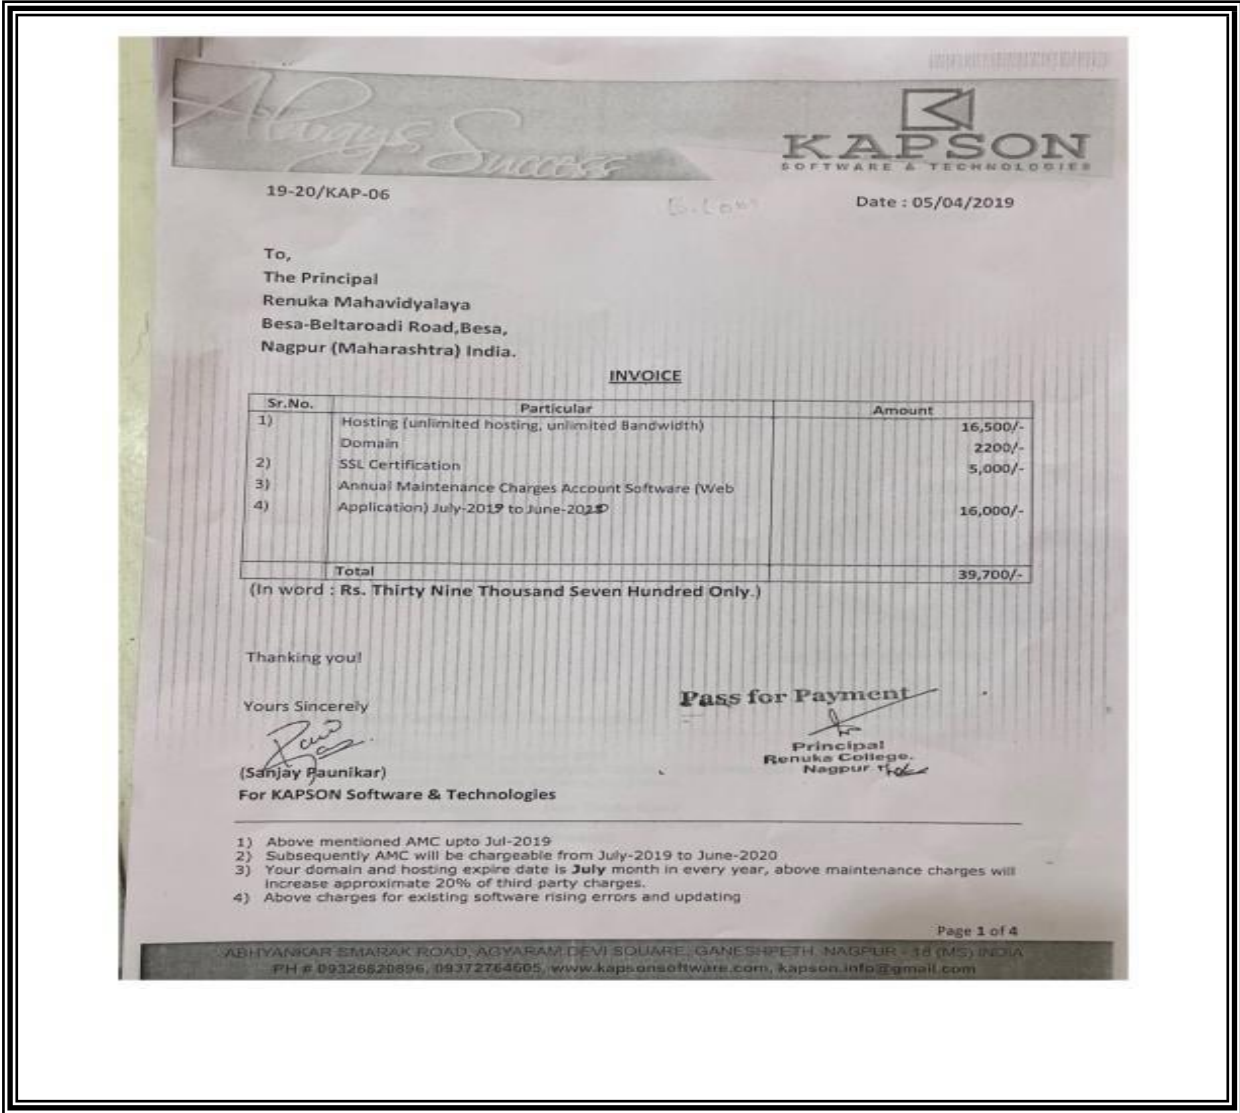 Always
Success
KAPSON
SOFTWARE & TECHNOLOGIES
19-20/KAP-06
Date : 05/04/2019
To,
The Principal
Renuka Mahavidyalaya
Besa-Beltaroadi Road,Besa,
Nagpur (Maharashtra) India.
INVOICE
Sr.No. Particular Amount
1) Hosting (unlimited hosting, unlimited Bandwidth) 16,500/-
Domain 2200/-
2) SSL Certification 5,000/-
3) Annual Maintenance Charges Account Software (Web
4) Application) July-2019 to June-2020 16,000/-
Total 39,700/-
(In word : Rs. Thirty Nine Thousand Seven Hundred Only.)
Thanking you!
Yours Sincerely
Pass for Payment
Principal
Renuka College.
Nagpur
(Sanjay Paunikar)
For KAPSON Software & Technologies
1) Above mentioned AMC upto Jul-2019
2) Subsequently AMC will be chargeable from July-2019 to June-2020
3) Your domain and hosting expire date is July month in every year, above maintenance charges will
increase approximate 20% of third party charges.
4) Above charges for existing software rising errors and updating
Page 1 of 4
ABHYANKAR SMARAK ROAD, AGYARAM DEVI SQUARE, GANESHPETH NAGPUR - 18 (MS) INDIA
PH # 09326820896, 09372764605, www.kapsonsoftware.com, kapson.info@gmail.com